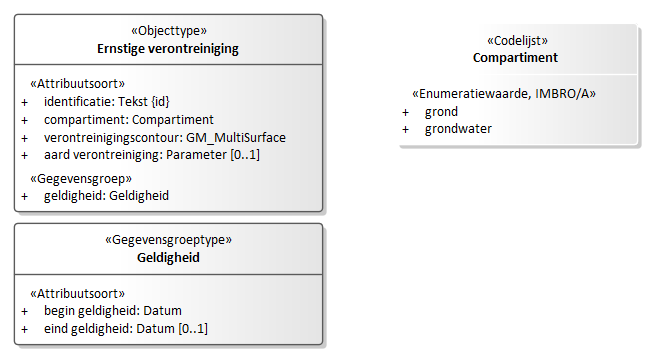 «Objecttype»
Ernstige verontreiniging
«Attribuutsoort»
+ identificatie: Tekst {id}
+ compartiment: Compartiment
+ verontreinigingscontour: GM_MultiSurface
+ aard verontreiniging: Parameter [0..1]
«Gegevensgroep»
+ geldigheid: Geldigheid
«Gegevensgroeptype»
Geldigheid
«Attribuutsoort»
+ begin geldigheid: Datum
+ eind geldigheid: Datum [0..1]
«Codelijst»
Compartiment
«Enumeratiewaarde, IMBRO/A»
+ grond
+ grondwater